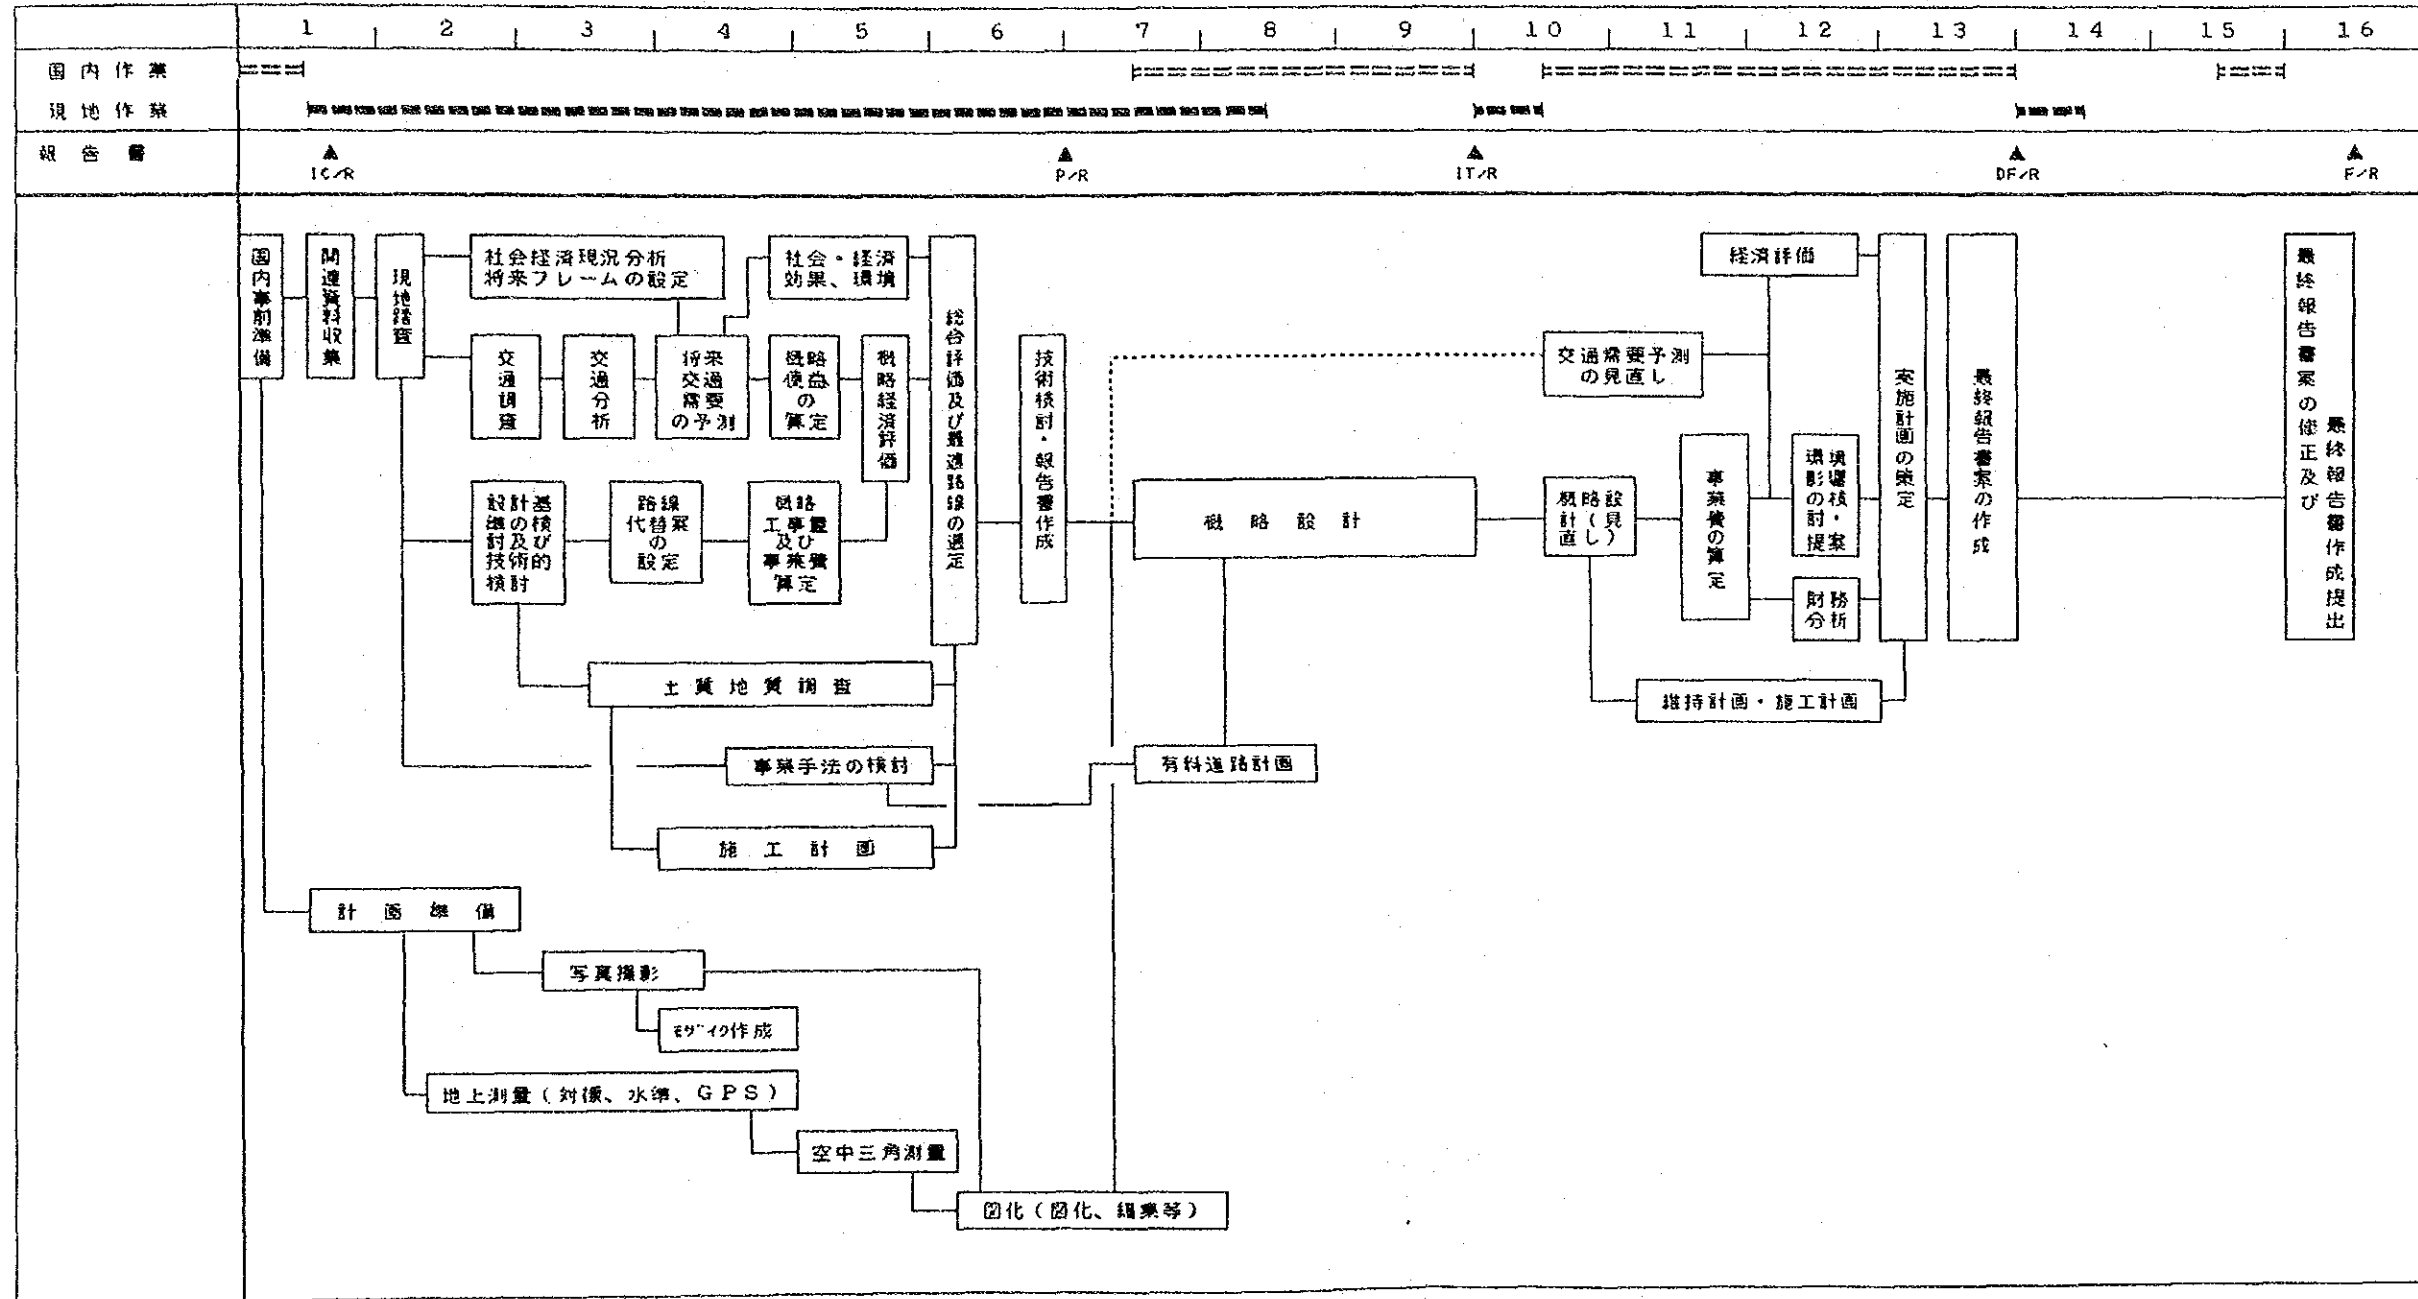 1 2 3 4 5 6 7 8 9 10 11 12 13 14 15 16
国内作業
現地作業
報告書
IC/R
P/R
IT/R
DF/R
F/R
国内事前準備
関連資料収集
現地踏査
社会経済現況分析
将来フレームの設定
社会・経済
効果、環境
交通調査
交通分析
将来
交通
需要
の予測
概略
便益
の
算定
概略経済評価
設計基
準の検
討及び
技術的
検討
路線
代替案
の
設定
概略
工事量
及び
事業費
算定
総合評価及び最適路線の選定
技術検討・報告書作成
土質地質調査
事業手法の検討
施工計画
概略設計
有料道路計画
交通需要予測
の見直し
経済評価
概略設
計(見
直し)
事業費の算定
環境
影響
の検
討・
提案
財務
分析
維持計画・施工計画
実施計画の策定
最終報告書案の作成
最終報告書案の修正及び
最終報告書作成提出
計画準備
写真撮影
モザイク作成
地上測量(対標、水準、GPS)
空中三角測量
図化(図化、編集等)